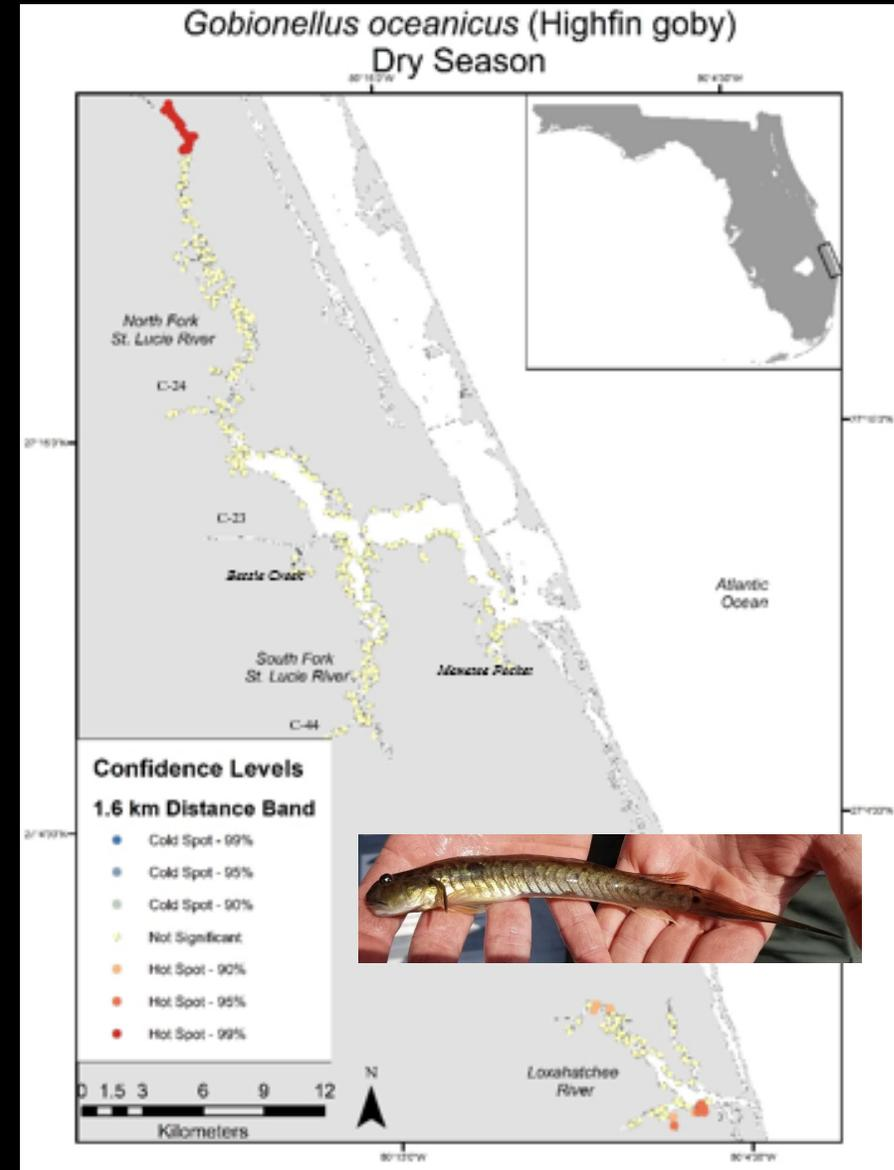 Gobionellus oceanicus (Highfin goby)
Dry Season
North Fork
St. Lucie River
C-24
C-23
Bessie Creek
South Fork
St. Lucie River
C-44
Atlantic
Ocean
Confidence Levels
1.6 km Distance Band
Cold Spot - 99%
Cold Spot - 95%
Cold Spot - 90%
Not Significant
Hot Spot - 90%
Hot Spot - 95%
Hot Spot - 99%
0 1.5 3 6 9 12
Kilometers
N
Loxahatchee
River